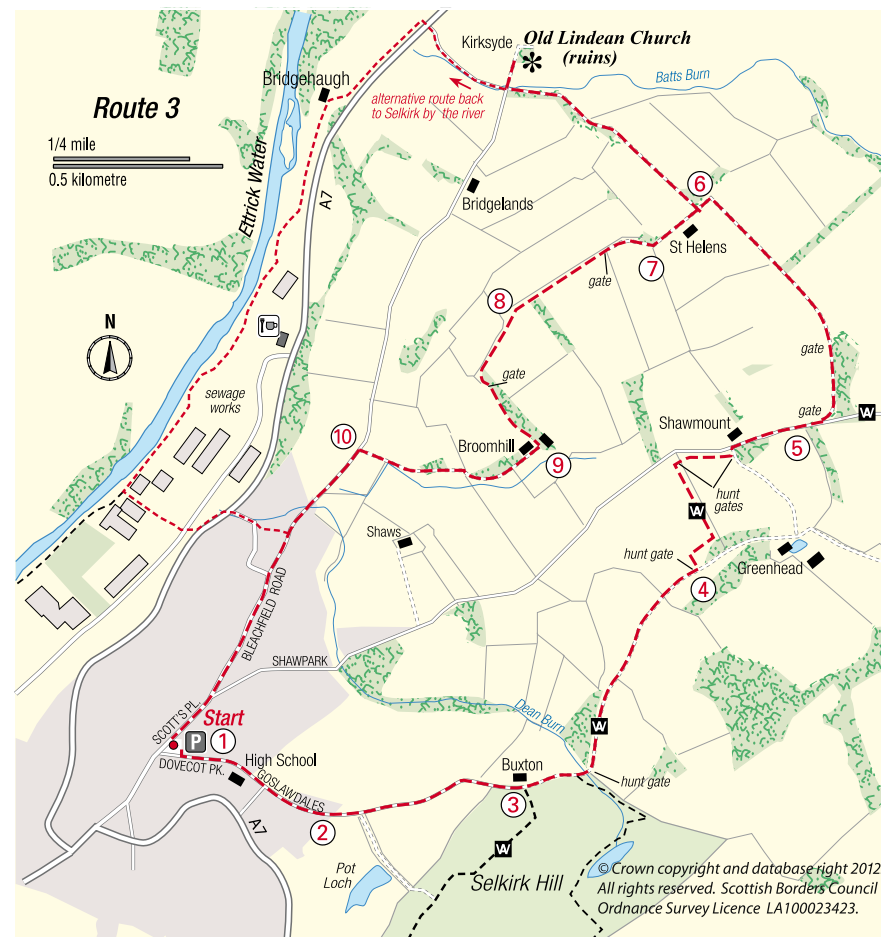 Kirksyde
Old Lindean Church
(ruins)
Bridgehaugh
Batts Burn
Route 3
alternative route back
to Selkirk by the river
1/4 mile
0.5 kilometre
Ettrick Water
A7
6
Bridgelands
St Helens
7
gate
8
N
gate
gate
sewage
works
gate
Shawmount
W
10
Broomhill
9
5
hunt
gates
W
Shaws
hunt gate
Greenhead
4
BLEACHFIELD ROAD
SHAWPARK
Dean Burn
SCOTT'S PL.
Start
P
1
W
High School
Buxton
DOVECOT PK.
hunt gate
GOSLAWDALES
3
2
A7
W
Pot
Loch
Selkirk Hill
© Crown copyright and database right 2012
All rights reserved. Scottish Borders Council
Ordnance Survey Licence LA100023423.